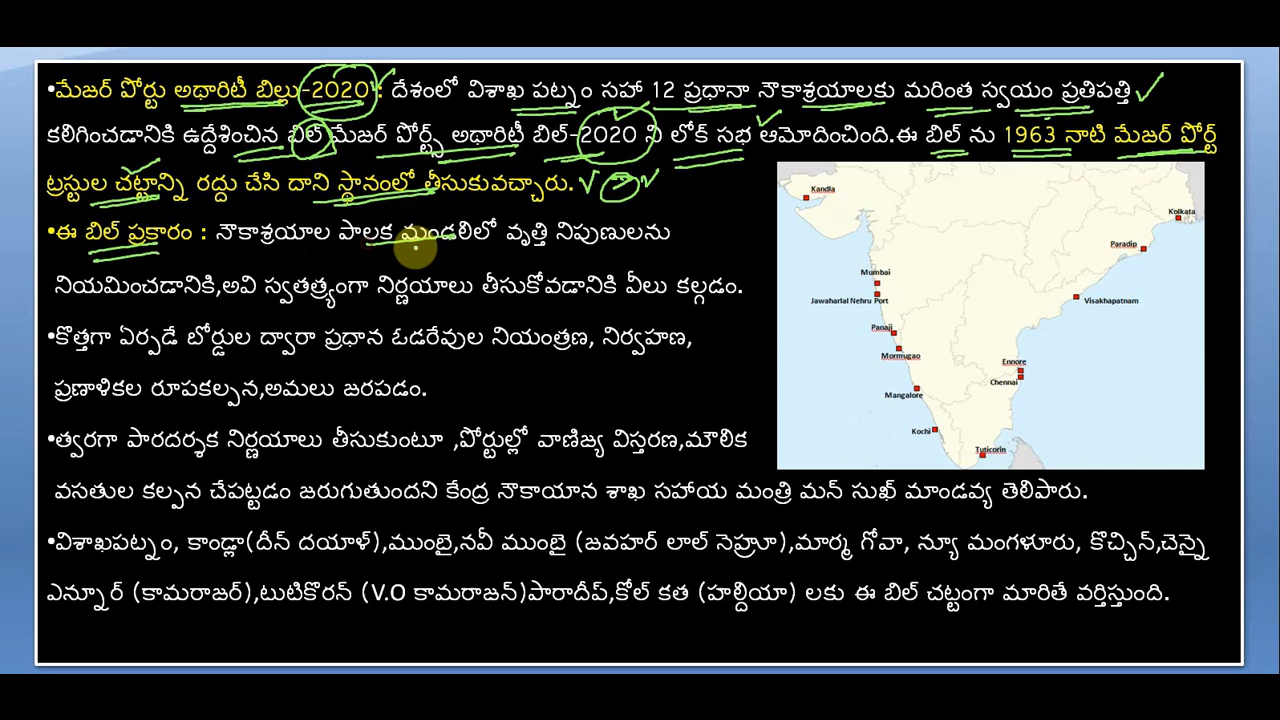 •మేజర్ పోర్టు అథారిటీ బిల్లు-2020 : దేశంలో విశాఖ పట్నం సహా 12 ప్రధానా నౌకాశ్రయాలకు మరింత స్వయం ప్రతిపత్తి
కలిగించడానికి ఉద్దేశించిన బిల్ మేజర్ పోర్ట్స్ అథారిటీ బిల్-2020 ని లోక్ సభ ఆమోదించింది.ఈ బిల్ ను 1963 నాటి మేజర్ పోర్ట్
ట్రస్టుల చట్టాన్ని రద్దు చేసి దాని స్థానంలో తీసుకువచ్చారు.
•ఈ బిల్ ప్రకారం : నౌకాశ్రయాల పాలక మండలిలో వృత్తి నిపుణులను
నియమించడానికి,అవి స్వతత్ర్యంగా నిర్ణయాలు తీసుకోవడానికి వీలు కల్గడం.
•కొత్తగా ఏర్పడే బోర్డుల ద్వారా ప్రధాన ఓడరేవుల నియంత్రణ, నిర్వహణ,
ప్రణాళికల రూపకల్పన,అమలు జరపడం.
•త్వరగా పారదర్శక నిర్ణయాలు తీసుకుంటూ ,పోర్టుల్లో వాణిజ్య విస్తరణ,మౌలిక
వసతుల కల్పన చేపట్టడం జరుగుతుందని కేంద్ర నౌకాయాన శాఖ సహాయ మంత్రి మన్ సుఖ్ మాండవ్య తెలిపారు.
•విశాఖపట్నం, కాండ్లా(దీన్ దయాళ్),ముంబై,నవీ ముంబై (జవహర్ లాల్ నెహ్రూ),మార్మ గోవా, న్యూ మంగళూరు, కొచ్చిన్,చెన్నై
ఎన్నూర్ (కామరాజర్),టుటికొరన్ (V.O కామరాజన్)పారాదీప్,కోల్ కత (హల్దియా) లకు ఈ బిల్ చట్టంగా మారితే వర్తిస్తుంది.
Kandla
Kolkata
Paradip
Mumbai
Jawaharlal Nehru Port
Visakhapatnam
Panaji
Mormugao
Ennore
Chennai
Mangalore
Kochi
Tuticorin